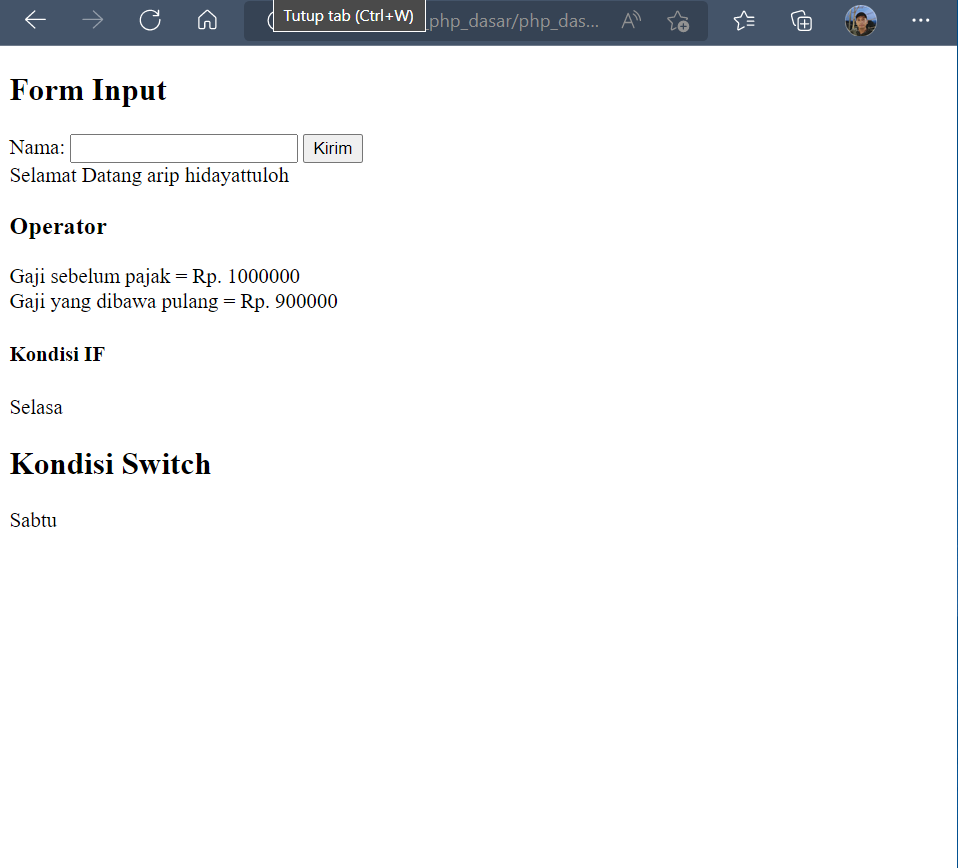 Tutup tab (Ctrl+W)
_php_dasar/php_das...
Form Input
Nama:
Kirim
Selamat Datang arip hidayattuloh
Operator
Gaji sebelum pajak = Rp. 1000000
Gaji yang dibawa pulang = Rp. 900000
Kondisi IF
Selasa
Kondisi Switch
Sabtu